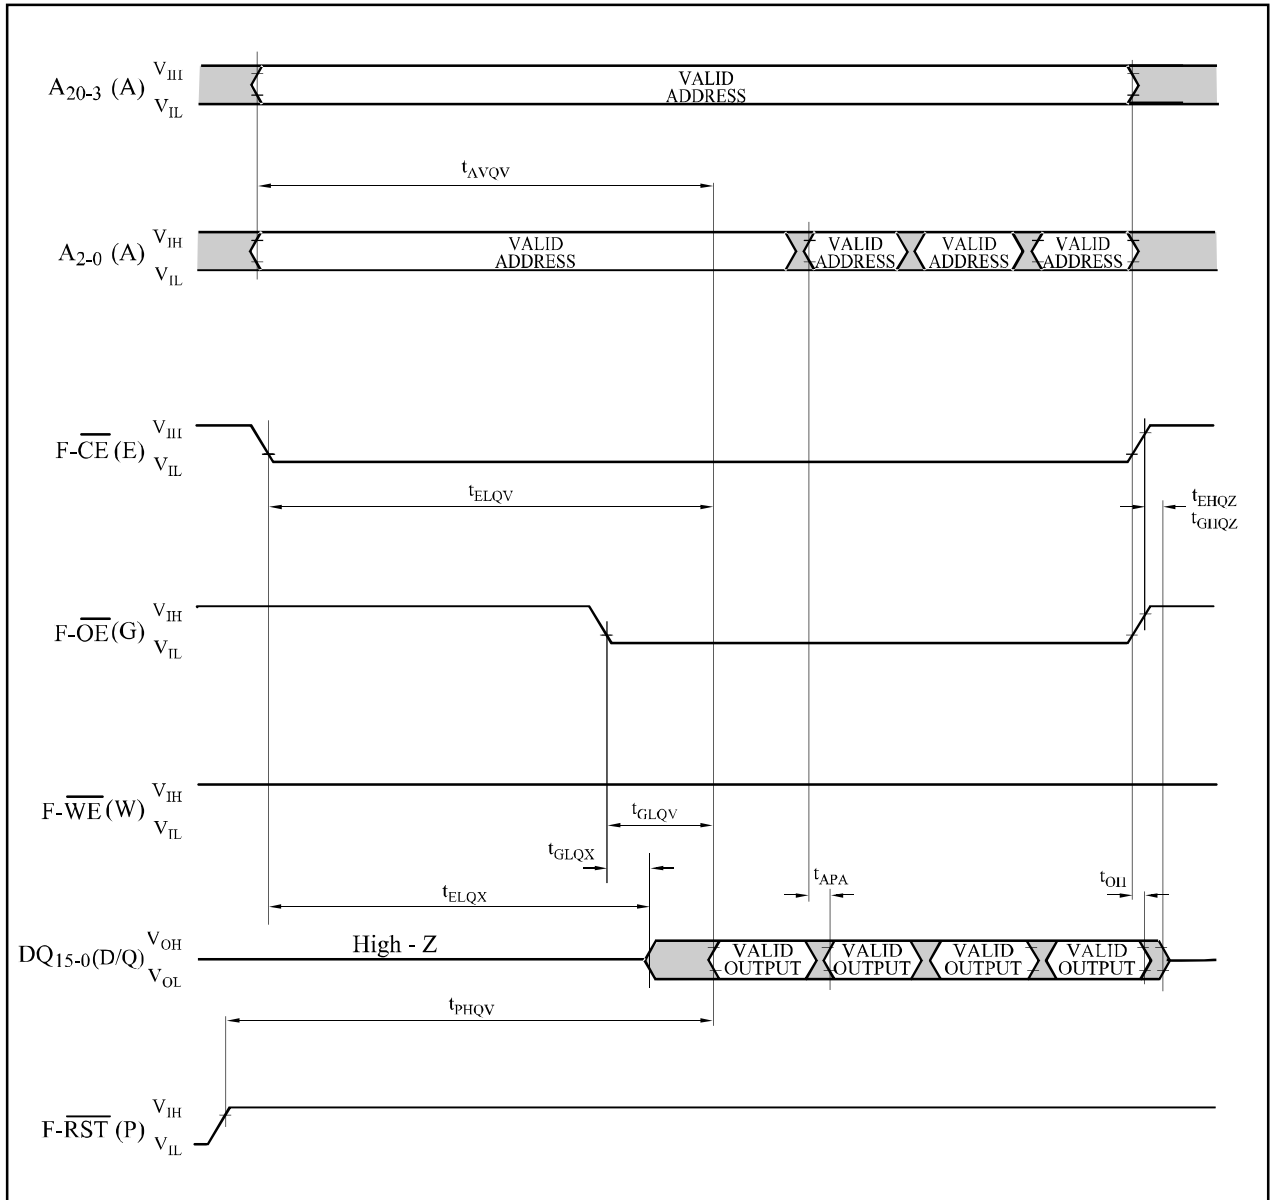 A20-3 (A) VIH VIL
VALID
ADDRESS
tAVQV
A2-0 (A) VIH VIL
VALID
ADDRESS
VALID
ADDRESS
VALID
ADDRESS
VALID
ADDRESS
F-CE (E) VIH VIL
tELQV
tEHQZ
tGHQZ
F-OE (G) VIH VIL
F-WE (W) VIH VIL
tGLQV
tGLQX
tELQX
tAPA
tOH
DQ15-0 (D/Q) VOH VOL
High - Z
VALID
OUTPUT
VALID
OUTPUT
VALID
OUTPUT
VALID
OUTPUT
tPHQV
F-RST (P) VIH VIL